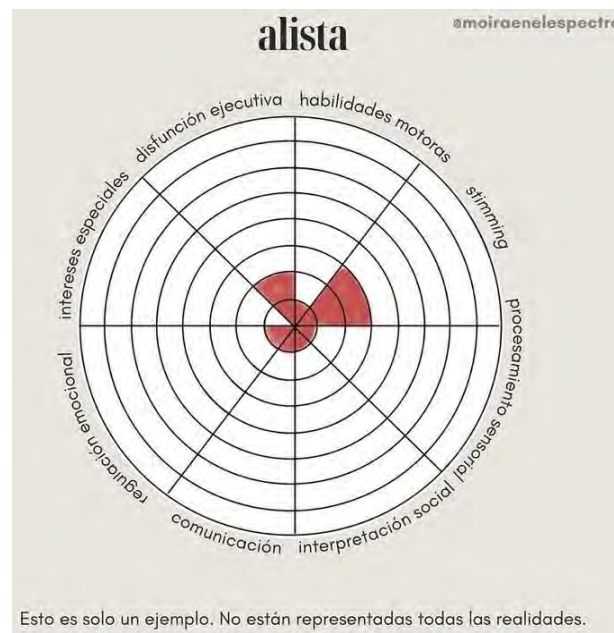 alista
@moiraenelespectro
disfunción ejecutiva
habilidades motoras
stimming
procesamiento sensorial
interpretación social
comunicación
regulación emocional
intereses especiales
Esto es solo un ejemplo. No están representadas todas las realidades.